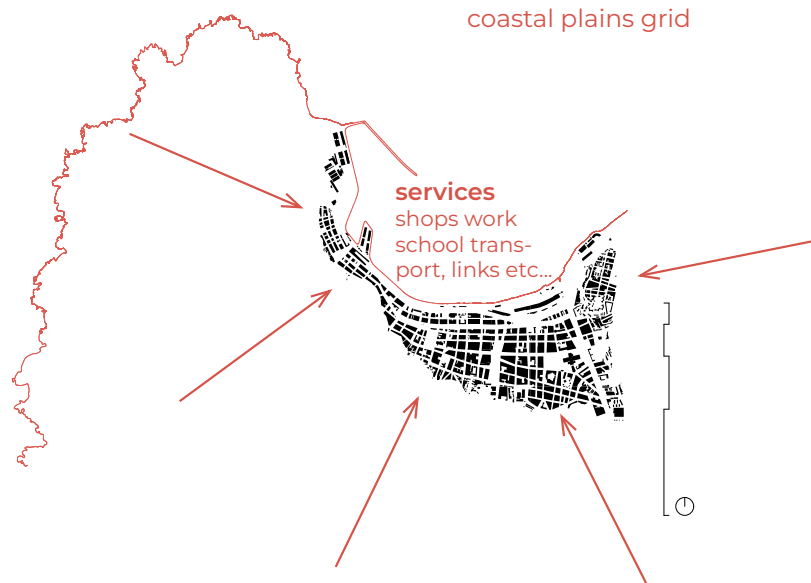 coastal plains grid
services
shops work
school trans-
port, links etc...